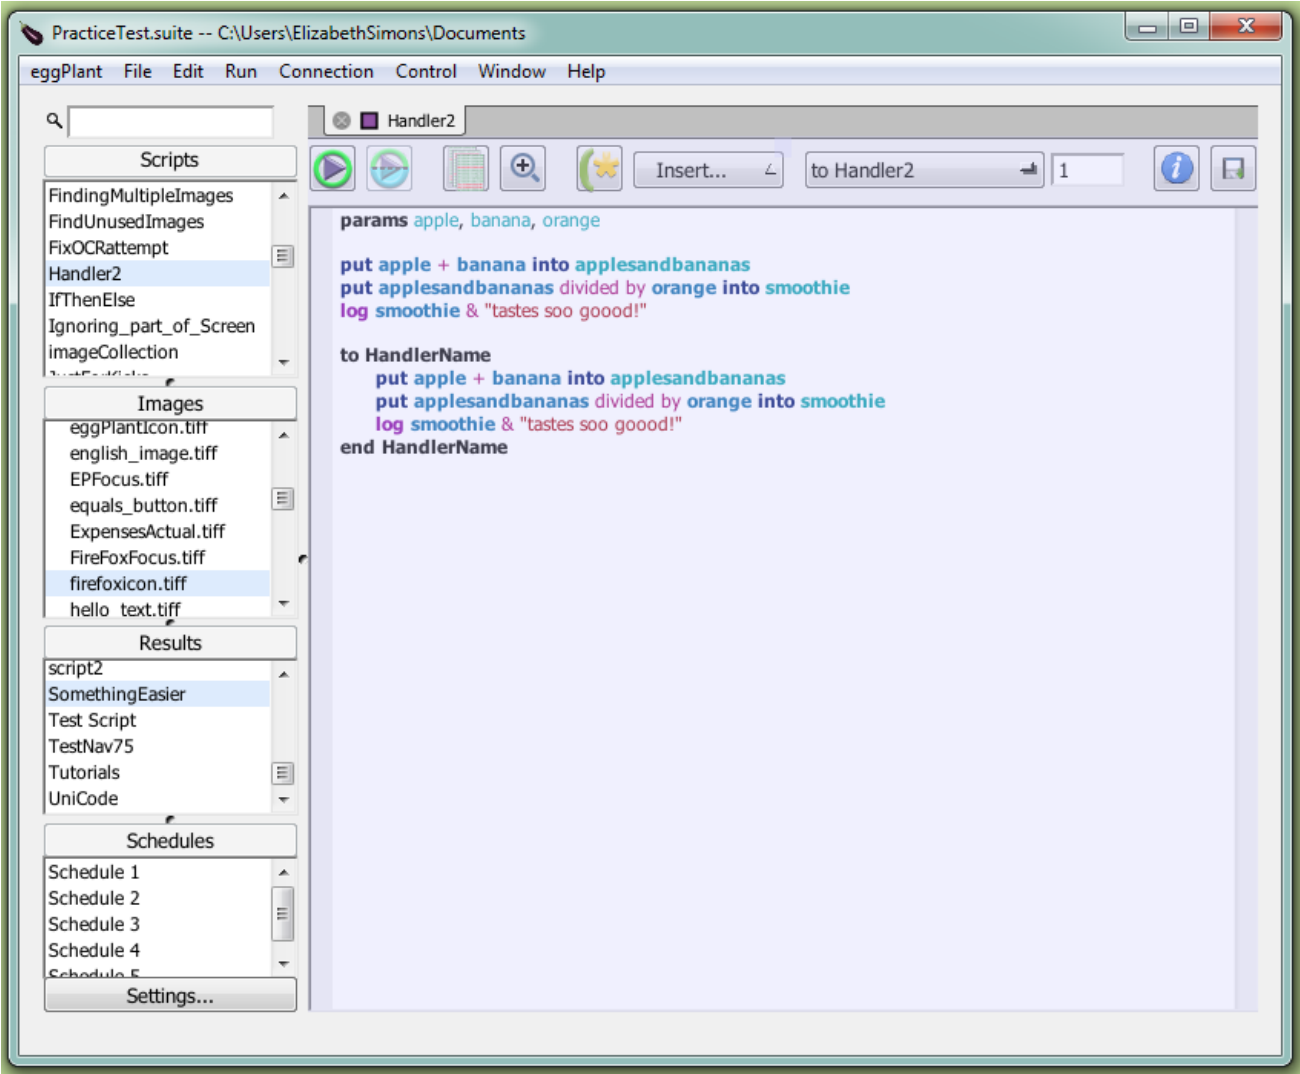 PracticeTest.suite -- C:\Users\ElizabethSimons\Documents
eggPlant File Edit Run Connection Control Window Help
Scripts
FindingMultipleImages
FindUnusedImages
FixOCRattempt
Handler2
IfThenElse
Ignoring_part_of_Screen
imageCollection
Images
eggPlantIcon.tiff
english_image.tiff
EPFocus.tiff
equals_button.tiff
ExpensesActual.tiff
FireFoxFocus.tiff
firefoxicon.tiff
hello_text.tiff
Results
script2
SomethingEasier
Test Script
TestNav75
Tutorials
UniCode
Schedules
Schedule 1
Schedule 2
Schedule 3
Schedule 4
Schedule 5
Settings...
Handler2
Insert... to Handler2 1
params apple, banana, orange
put apple + banana into applesandbananas
put applesandbananas divided by orange into smoothie
log smoothie & "tastes soo goood!"
to HandlerName
put apple + banana into applesandbananas
put applesandbananas divided by orange into smoothie
log smoothie & "tastes soo goood!"
end HandlerName